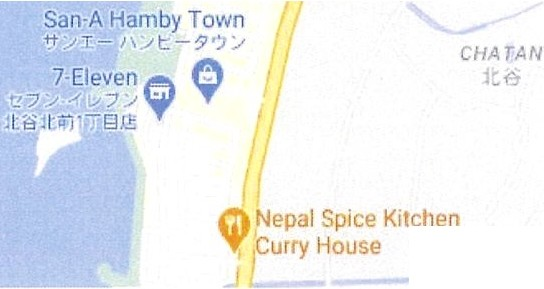 San-A Hamby Town
サンエー ハンビータウン
7-Eleven
セブン-イレブン
北谷北前1丁目店
CHATAN
北谷
Nepal Spice Kitchen
Curry House